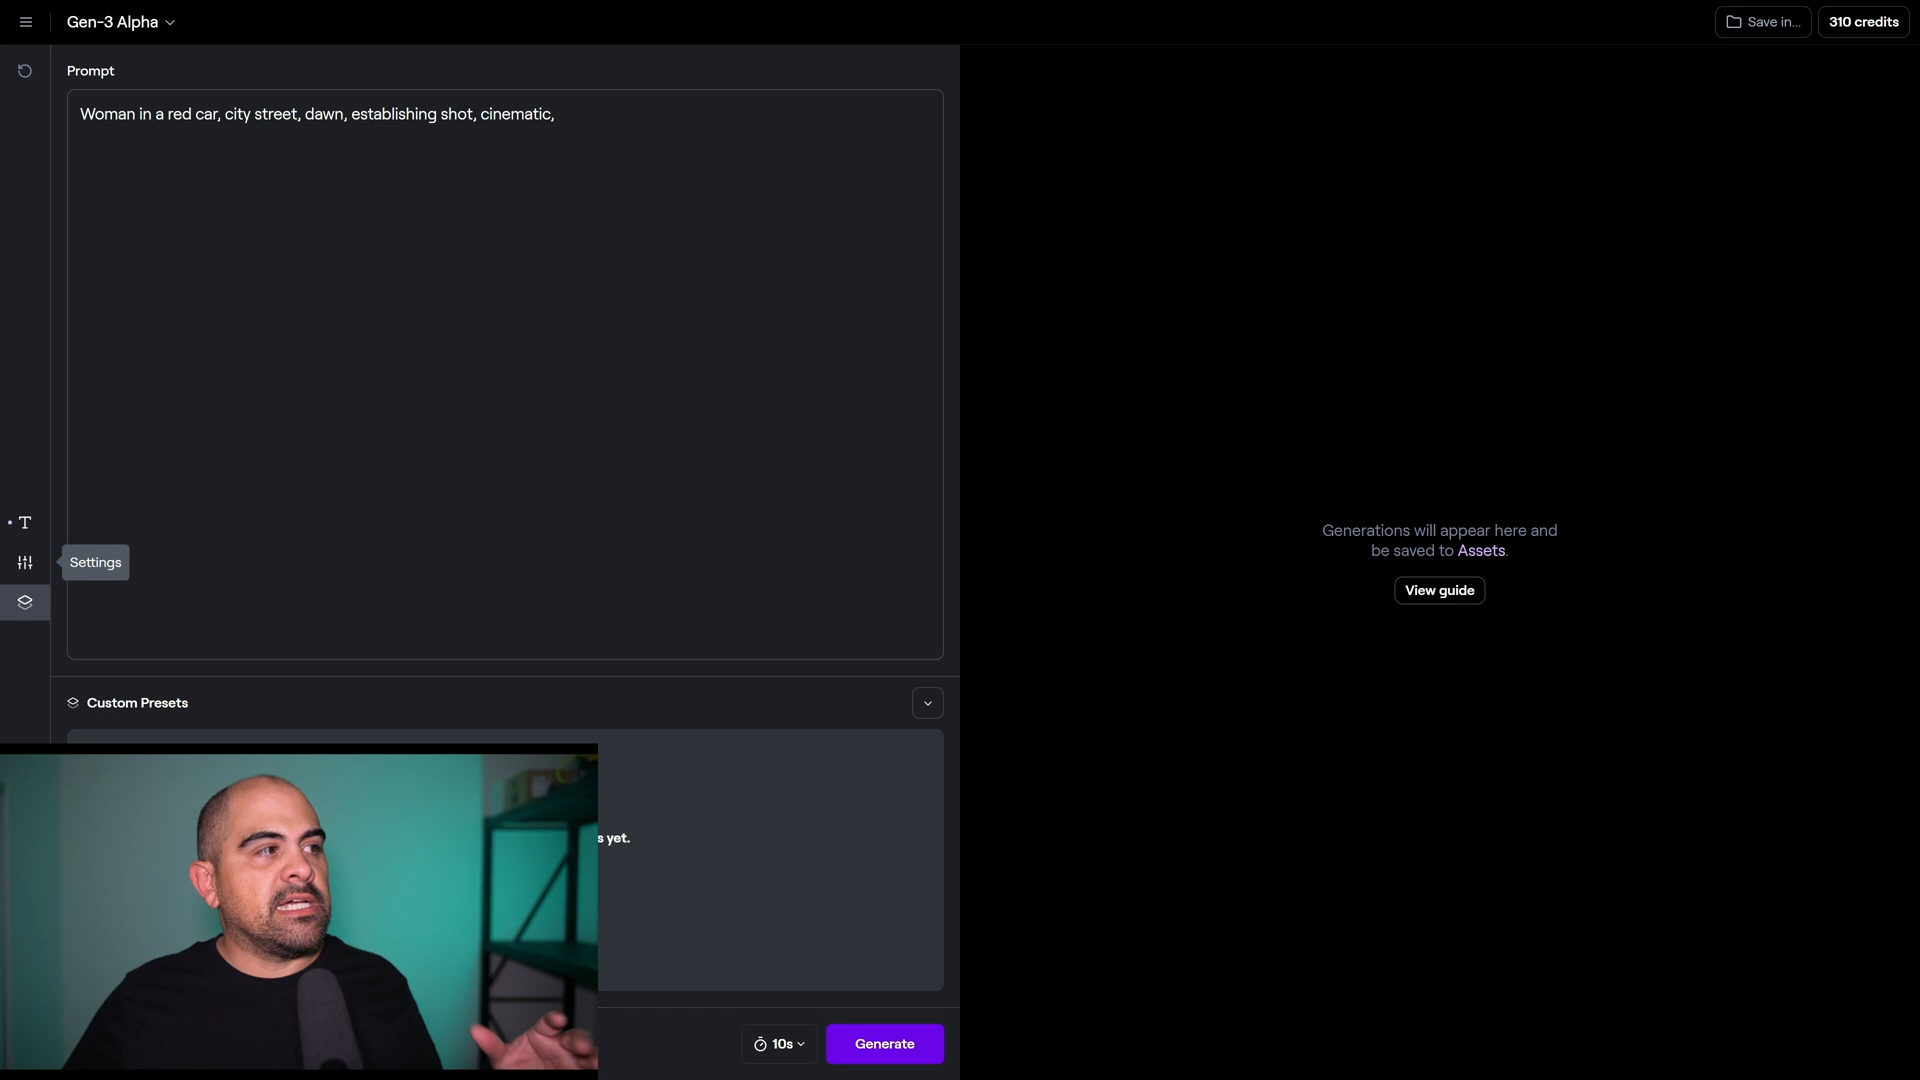 Gen-3 Alpha
Save in...
310 credits
Prompt
Woman in a red car, city street, dawn, establishing shot, cinematic,
Settings
Generations will appear here and
be saved to Assets.
View guide
Custom Presets
s yet.
10s
Generate